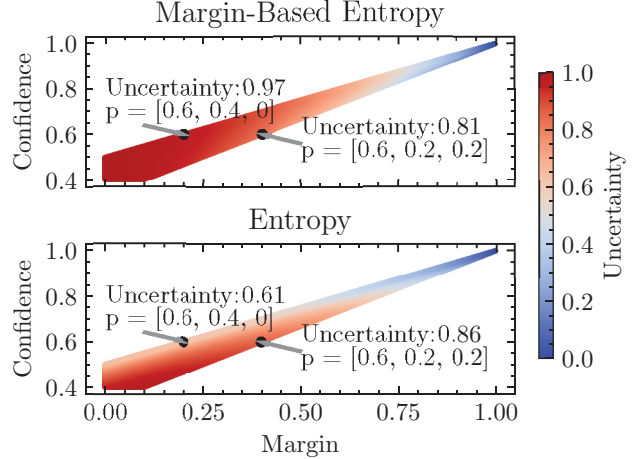 Margin-Based Entropy
Confidence
1.0
0.8
0.6
0.4
Uncertainty:0.97
p = [0.6, 0.4, 0]
Uncertainty:0.81
p = [0.6, 0.2, 0.2]
Entropy
Confidence
1.0
0.8
0.6
0.4
Uncertainty:0.61
p = [0.6, 0.4, 0]
Uncertainty:0.86
p = [0.6, 0.2, 0.2]
0.00 0.25 0.50 0.75 1.00
Margin
1.0
0.8
0.6
0.4
0.2
0.0
Uncertainty